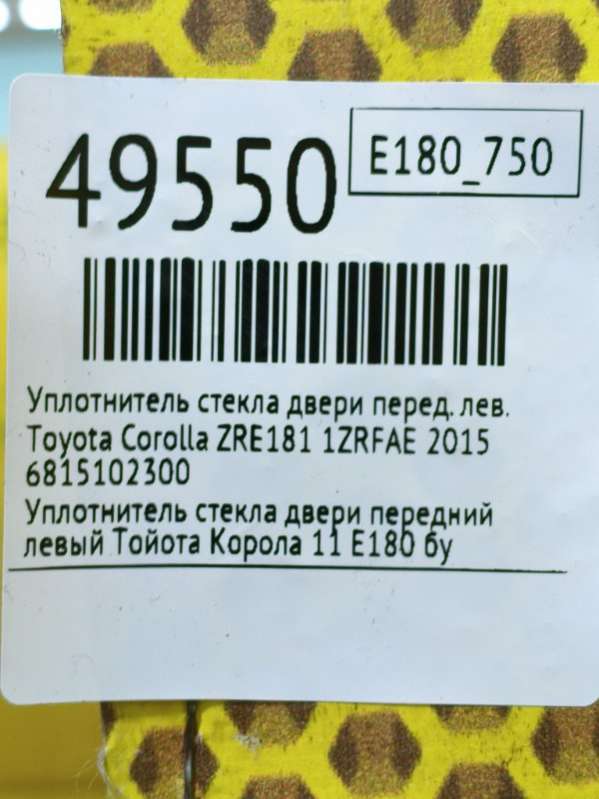 49550
E180_750
Уплотнитель стекла двери перед. лев.
Toyota Corolla ZRE181 1ZRFAE 2015
6815102300
Уплотнитель стекла двери передний
левый Тойота Корола 11 Е180 бу